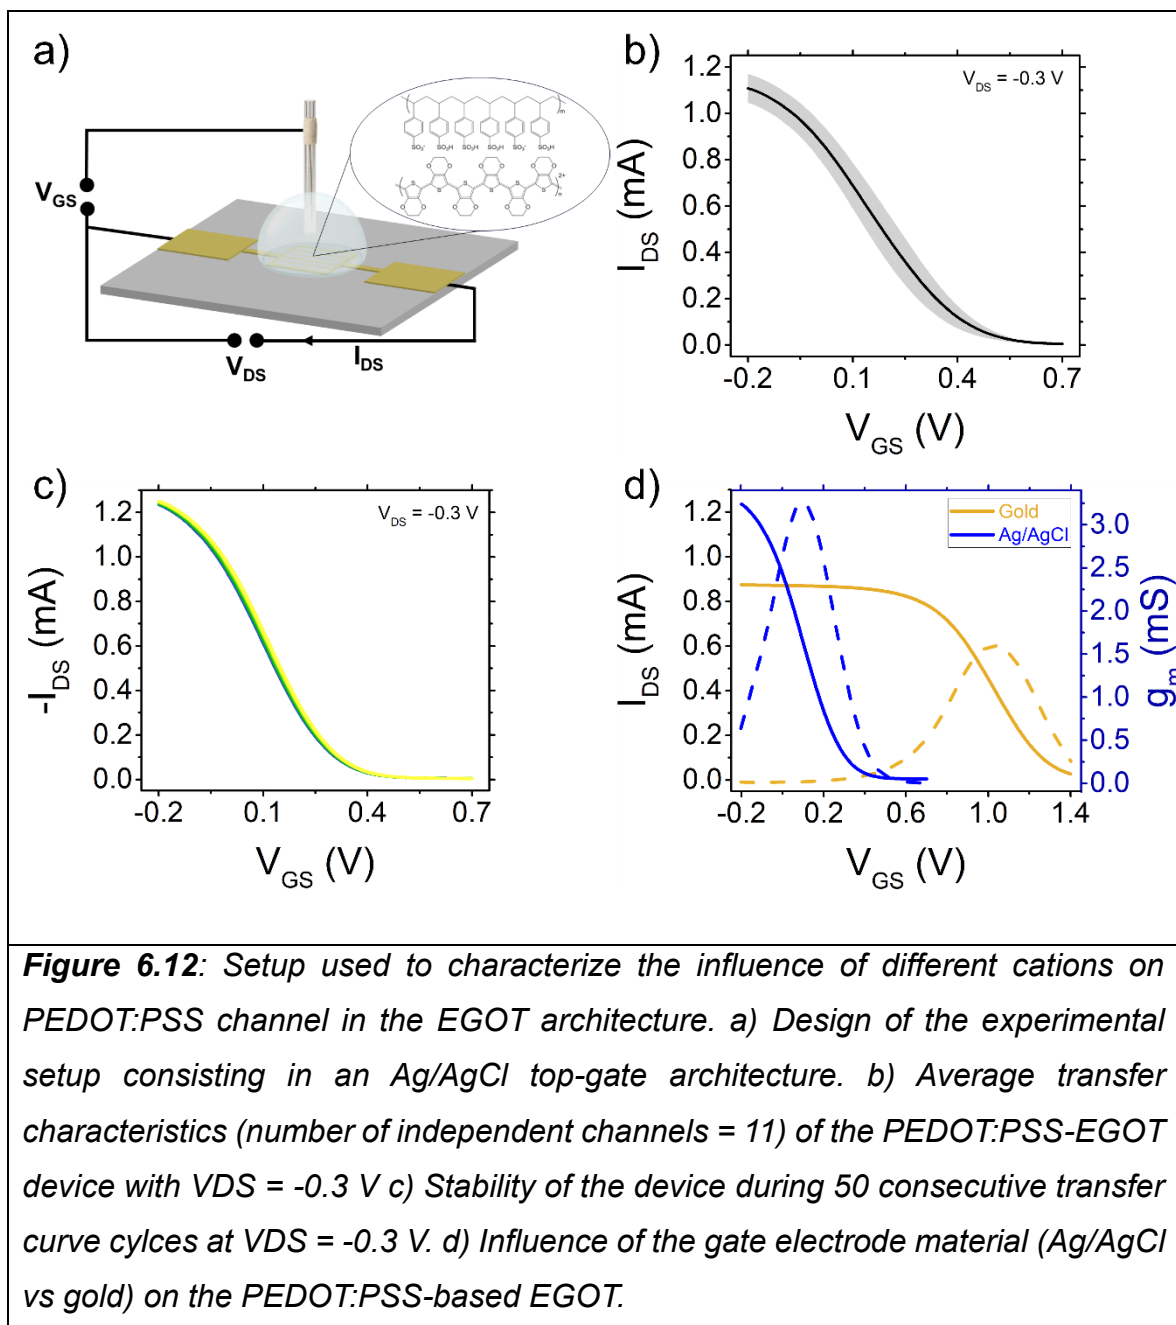 a)
V_GS
V_DS
I_DS
m
SO₃⁻ SO₃H SO₃H SO₃H SO₃⁻ SO₃H
2+
n
b)
V_DS = -0.3 V
I_DS (mA)
1.2
1.0
0.8
0.6
0.4
0.2
0.0
-0.2 0.1 0.4 0.7
V_GS (V)
c)
V_DS = -0.3 V
-I_DS (mA)
1.2
1.0
0.8
0.6
0.4
0.2
0.0
-0.2 0.1 0.4 0.7
V_GS (V)
d)
Gold
Ag/AgCl
I_DS (mA)
1.2
1.0
0.8
0.6
0.4
0.2
0.0
3.0
2.5
2.0
1.5
1.0
0.5
0.0
g_m (mS)
-0.2 0.2 0.6 1.0 1.4
V_GS (V)
Figure 6.12: Setup used to characterize the influence of different cations on
PEDOT:PSS channel in the EGOT architecture. a) Design of the experimental
setup consisting in an Ag/AgCl top-gate architecture. b) Average transfer
characteristics (number of independent channels = 11) of the PEDOT:PSS-EGOT
device with VDS = -0.3 V c) Stability of the device during 50 consecutive transfer
curve cylces at VDS = -0.3 V. d) Influence of the gate electrode material (Ag/AgCl
vs gold) on the PEDOT:PSS-based EGOT.